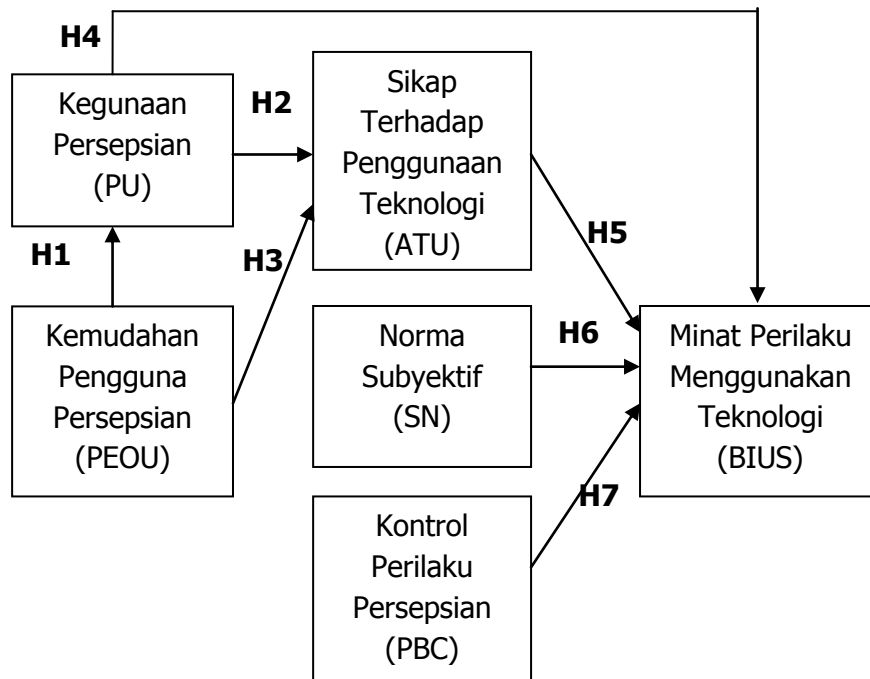 H4
Kegunaan
Persepsian
(PU)
H2
Sikap
Terhadap
Penggunaan
Teknologi
(ATU)
H1
H3
H5
Kemudahan
Pengguna
Persepsian
(PEOU)
Norma
Subyektif
(SN)
H6
Minat Perilaku
Menggunakan
Teknologi
(BIUS)
H7
Kontrol
Perilaku
Persepsian
(PBC)